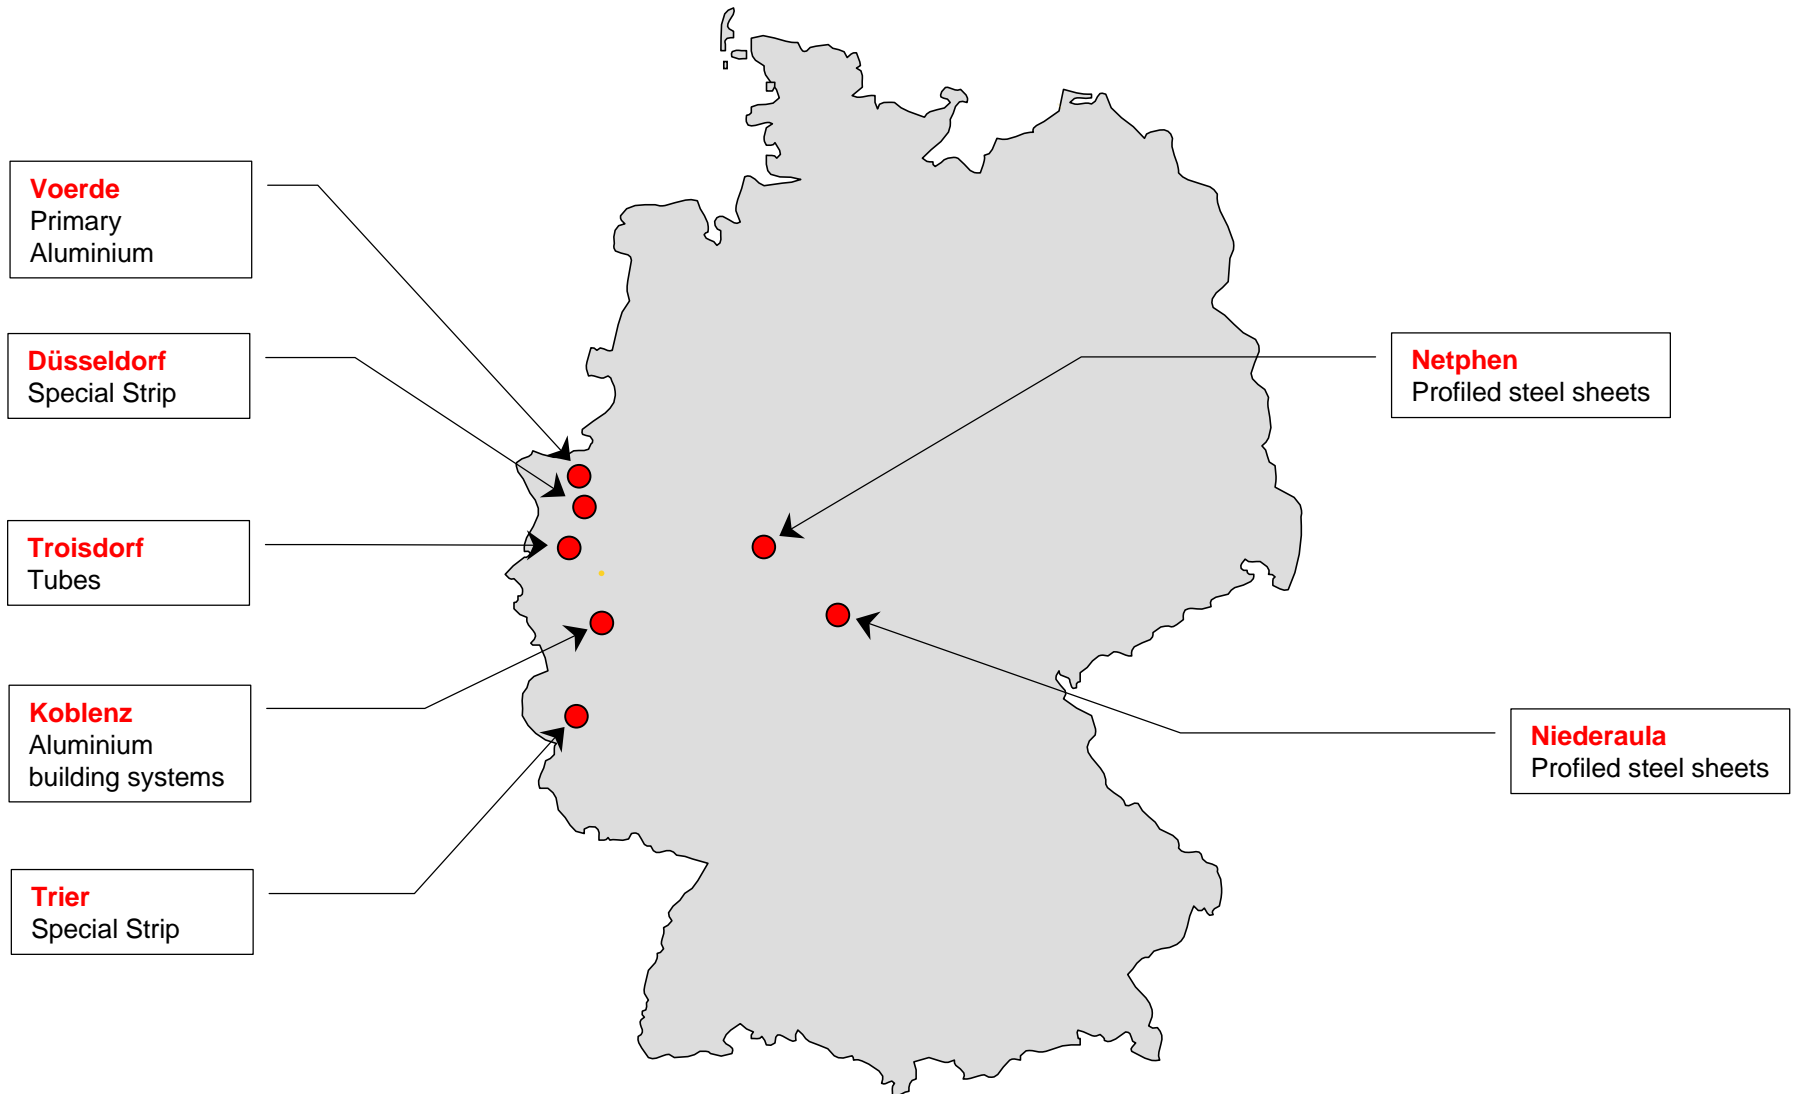 Voerde
Primary
Aluminium
Düsseldorf
Special Strip
Troisdorf
Tubes
Koblenz
Aluminium
building systems
Trier
Special Strip
Netphen
Profiled steel sheets
Niederaula
Profiled steel sheets